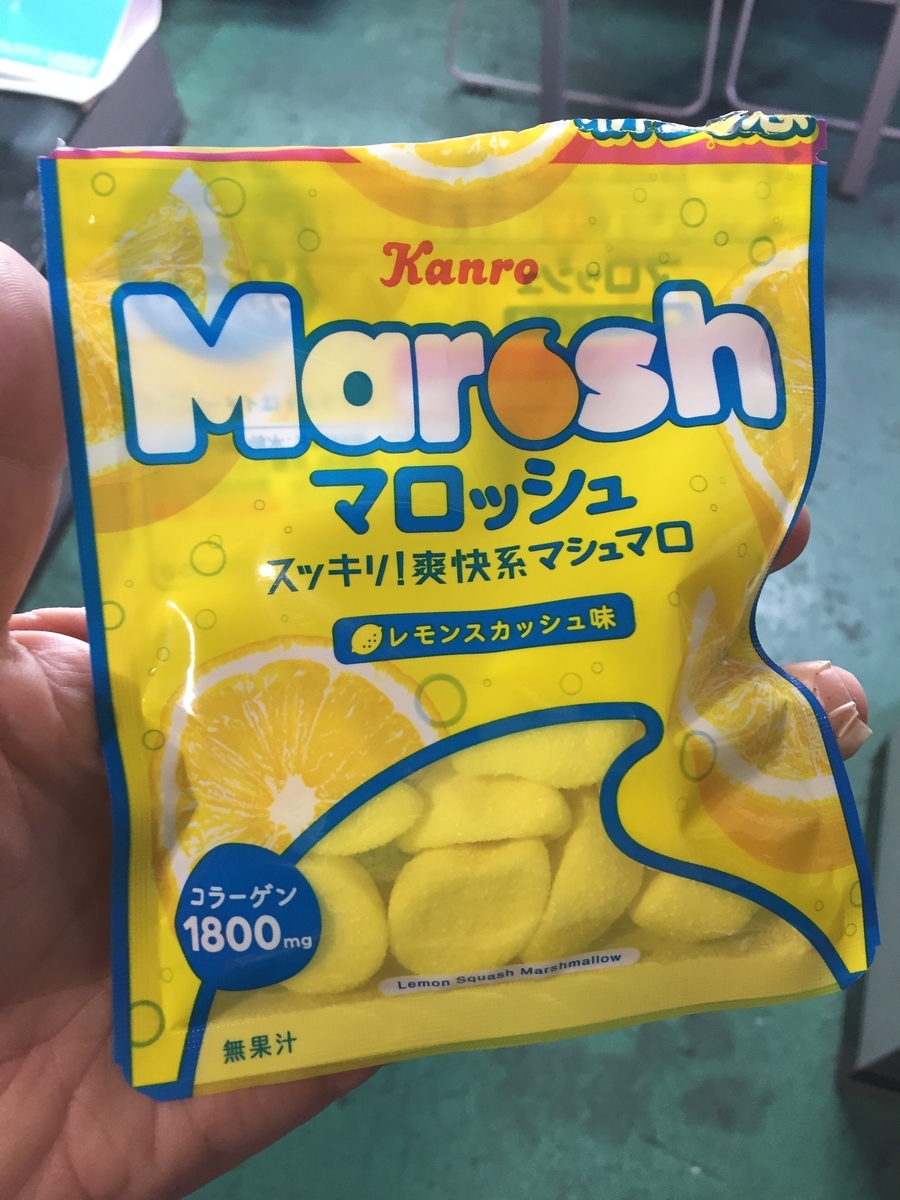 Kanro
Marosh
マロッシュ
スッキリ!爽快系マシュマロ
レモンスカッシュ味
コラーゲン
1800mg
Lemon Squash Marshmallow
無果汁